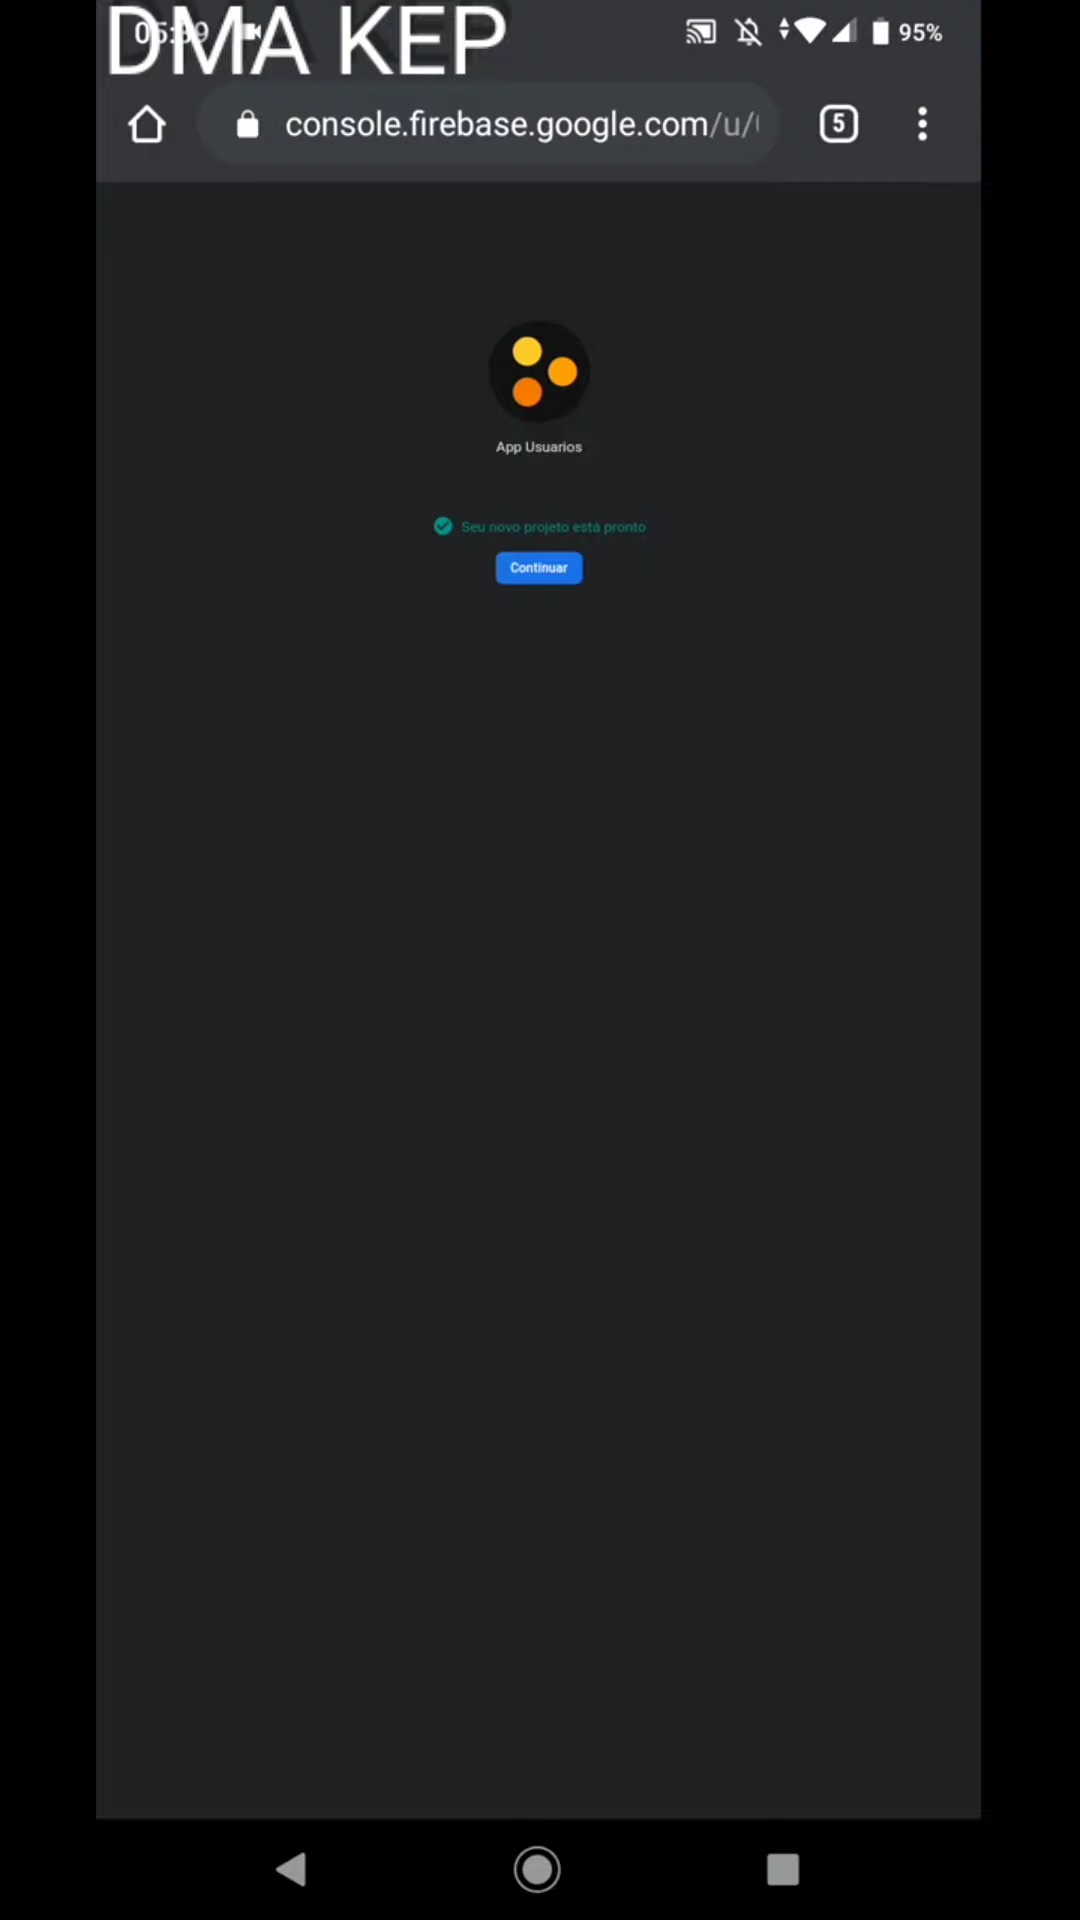 DMA KEP
95%
console.firebase.google.com/u/
5
App Usuarios
Seu novo projeto está pronto
Continuar